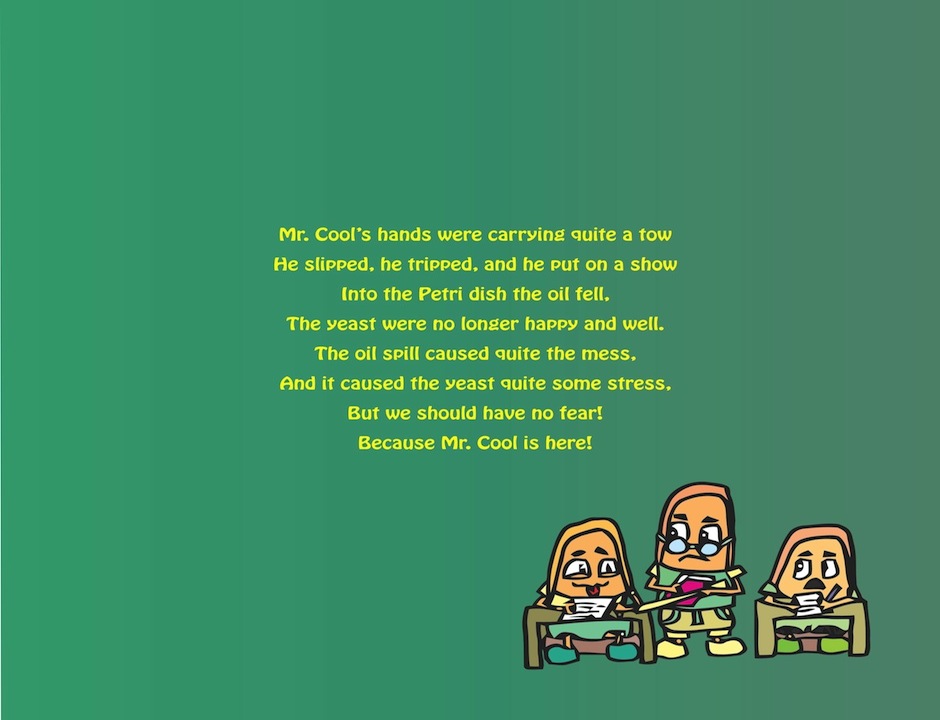 Mr. Cool's hands were carrying quite a tow
He slipped, he tripped, and he put on a show
Into the Petri dish the oil fell,
The yeast were no longer happy and well.
The oil spill caused quite the mess,
And it caused the yeast quite some stress,
But we should have no fear!
Because Mr. Cool is here!